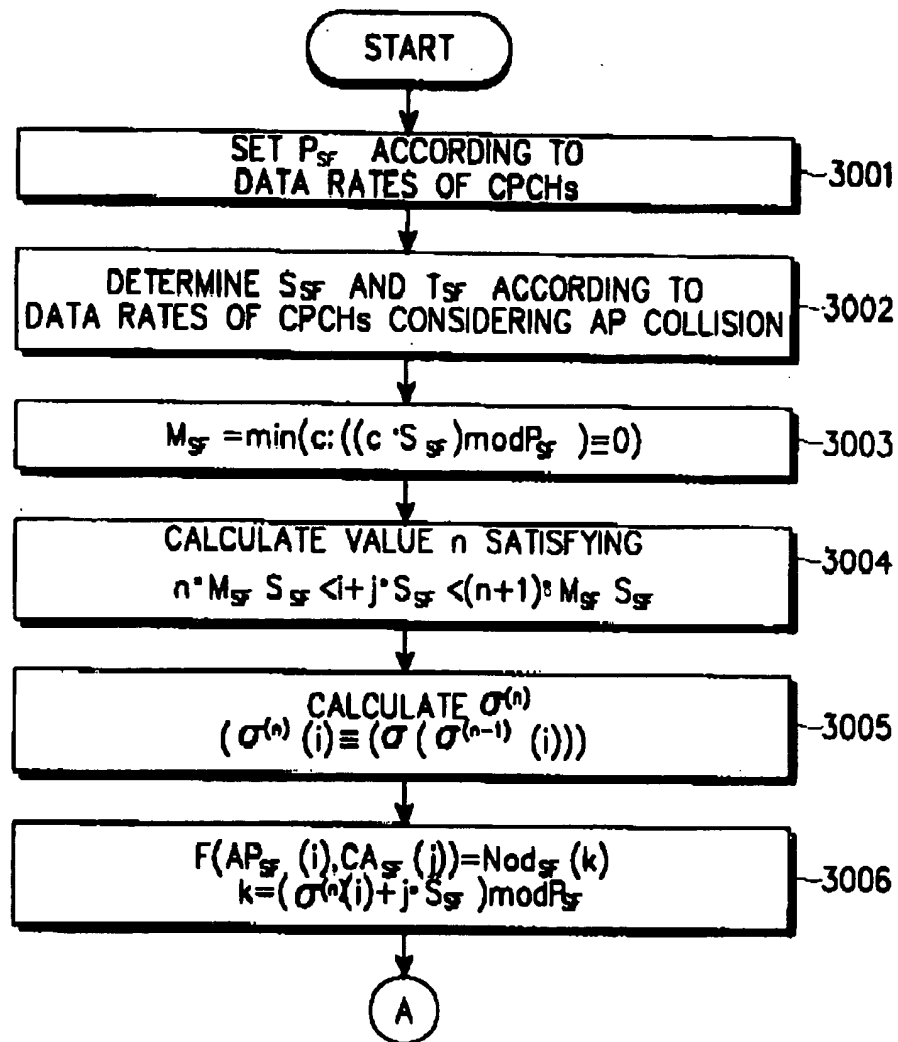 START
SET P_SF ACCORDING TO
DATA RATES OF CPCHs
3001
DETERMINE S_SF AND T_SF ACCORDING TO
DATA RATES OF CPCHs CONSIDERING AP COLLISION
3002
M_SF =min(c:((c·S_SF)modP_SF )≡0)
3003
CALCULATE VALUE n SATISFYING
n·M_SF S_SF <i+j·S_SF <(n+1)·M_SF S_SF
3004
CALCULATE σ^(n)
(σ^(n) (i)≡(σ(σ^(n-1) (i)))
3005
F(AP_SF (i),CA_SF (j))=Nod_SF (k)
k=(σ^(n)(i)+j·S_SF )modP_SF
3006
A